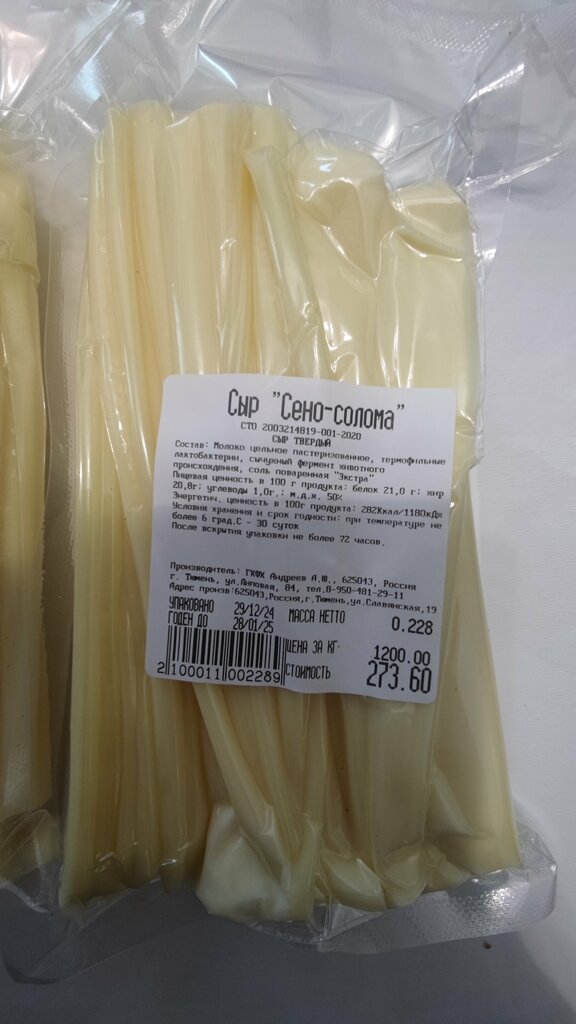 Сыр "Сено-солома"
СТО 2003214819-001-2020
СЫР ТВЕРДЫЙ
Состав: Молоко цельное пастеризованное, термофильные
лактобактерии, сычужный фермент животного
происхождения, соль поваренная "Экстра"
Пищевая ценность в 100 г продукта: белок 21,0 г; жир
20,8г; углеводы 1,0г.; м.д.ж. 50%
Энергетич. ценность в 100г продукта: 282Ккал/1180кДж
Условия хранения и срок годности: при температуре не
более 6 град.С - 30 суток
После вскрытия упаковки не более 72 часов.
Производитель: ГКФХ Андреев А.Ю., 625043, Россия
г. Тюмень, ул.Липовая, 84, тел.8-950-481-29-11
Адрес произв:625043,Россия,г.Тюмень,ул.Славянская,19
УПАКОВАНО 29/12/24 МАССА НЕТТО 0.228
ГОДЕН ДО 28/01/25
ЦЕНА ЗА КГ 1200.00
СТОИМОСТЬ 273.60
2 100011 002289